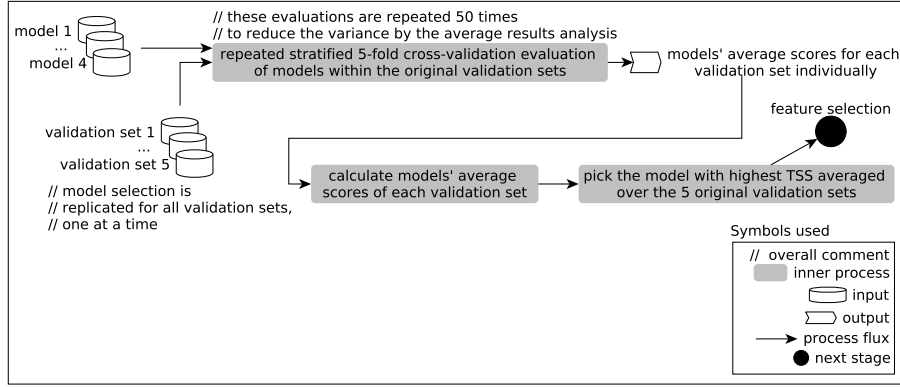 model 1
...
model 4
// these evaluations are repeated 50 times
// to reduce the variance by the average results analysis
repeated stratified 5-fold cross-validation evaluation
of models within the original validation sets
models' average scores for each
validation set individually
feature selection
validation set 1
...
validation set 5
// model selection is
// replicated for all validation sets,
// one at a time
calculate models' average
scores of each validation set
pick the model with highest TSS averaged
over the 5 original validation sets
Symbols used
// overall comment
inner process
input
output
process flux
next stage